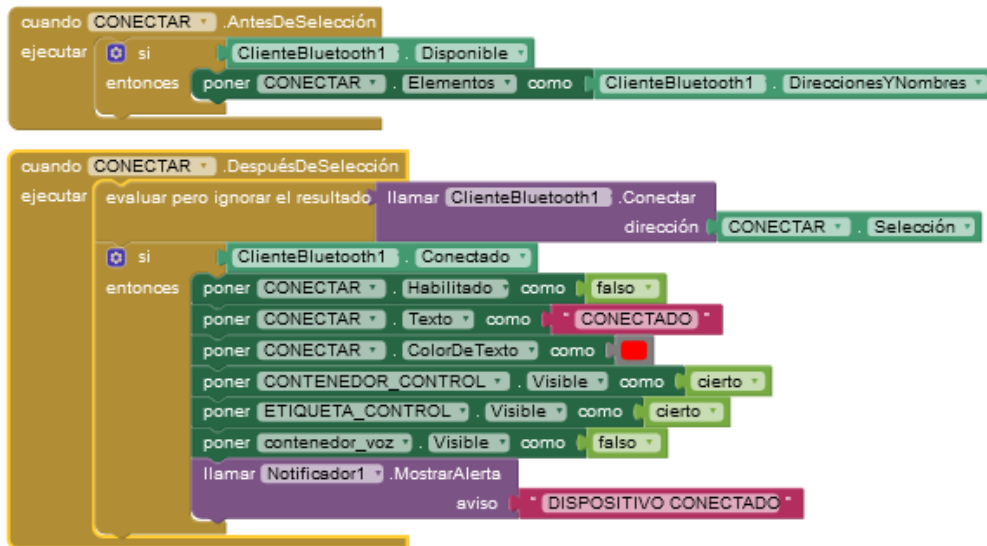 cuando CONECTAR .AntesDeSelección
ejecutar si ClienteBluetooth1 . Disponible
entonces poner CONECTAR . Elementos como ClienteBluetooth1 . DireccionesYNombres
cuando CONECTAR .DespuésDeSelección
ejecutar evaluar pero ignorar el resultado llamar ClienteBluetooth1 .Conectar
dirección CONECTAR . Selección
si ClienteBluetooth1 . Conectado
entonces poner CONECTAR . Habilitado como falso
poner CONECTAR . Texto como " CONECTADO "
poner CONECTAR . ColorDeTexto como
poner CONTENEDOR_CONTROL . Visible como cierto
poner ETIQUETA_CONTROL . Visible como cierto
poner contenedor_voz . Visible como falso
llamar Notificador1 .MostrarAlerta
aviso " DISPOSITIVO CONECTADO "